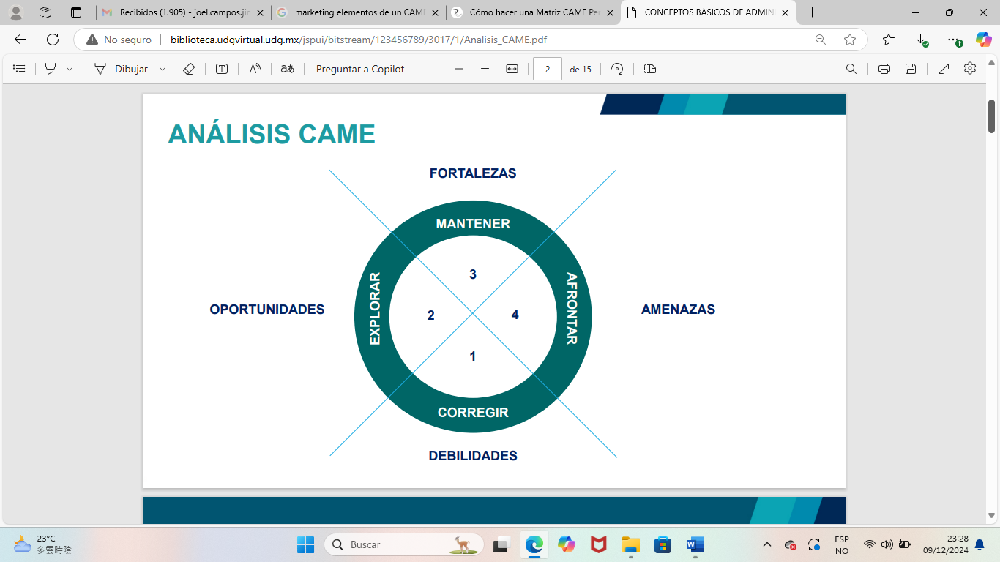 Recibidos (1.905) - joel.campos.jin
marketing elementos de un CAME
Cómo hacer una Matriz CAME Per
CONCEPTOS BÁSICOS DE ADMIN
No seguro
biblioteca.udgvirtual.udg.mx/jspui/bitstream/123456789/3017/1/Analisis_CAME.pdf
Dibujar
Preguntar a Copilot
2
de 15
ANÁLISIS CAME
FORTALEZAS
MANTENER
3
OPORTUNIDADES
EXPLORAR
2
4
AFRONTAR
AMENAZAS
1
CORREGIR
DEBILIDADES
23°C
多雲時陰
Buscar
ESP
NO
23:28
09/12/2024